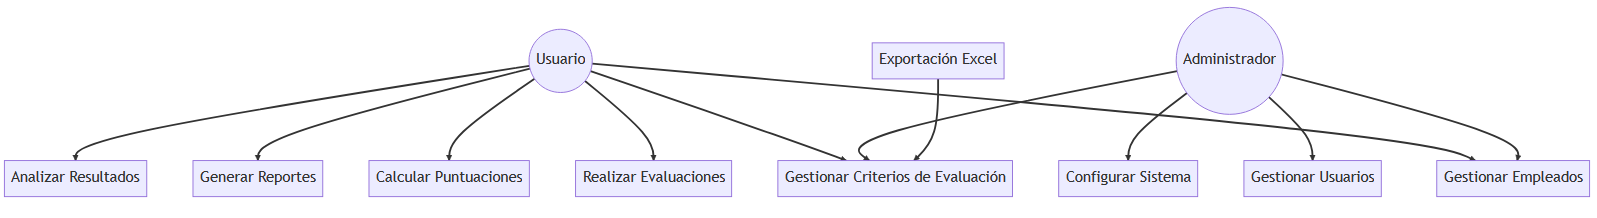 Usuario
Exportación Excel
Administrador
Analizar Resultados
Generar Reportes
Calcular Puntuaciones
Realizar Evaluaciones
Gestionar Criterios de Evaluación
Configurar Sistema
Gestionar Usuarios
Gestionar Empleados